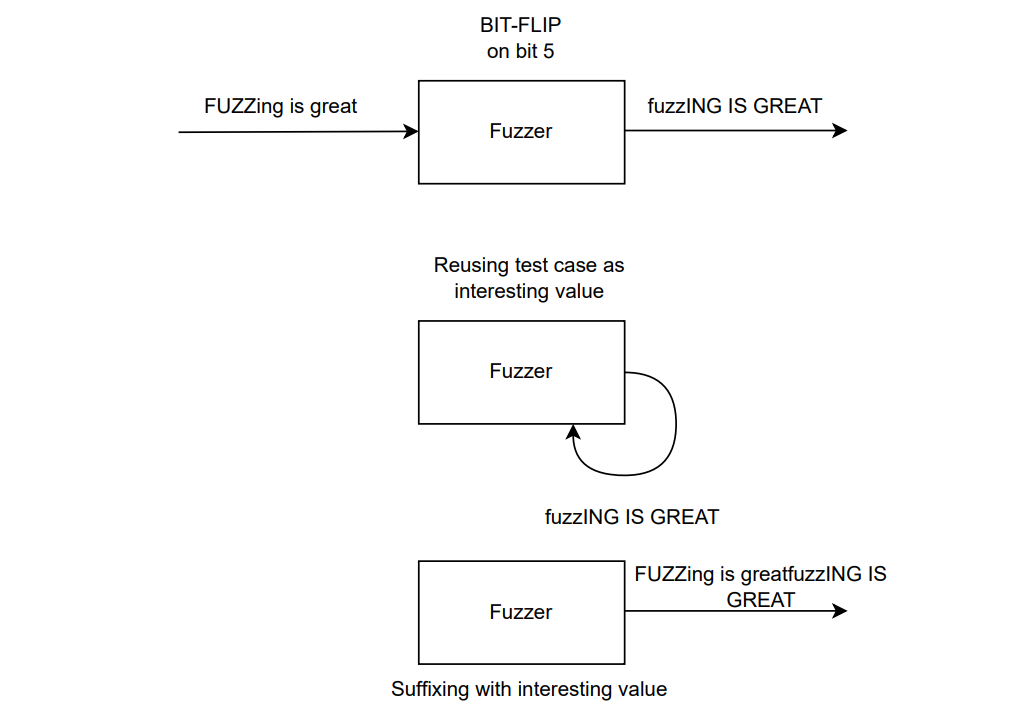 BIT-FLIP
on bit 5
FUZZing is great
Fuzzer
fuzzING IS GREAT
Reusing test case as
interesting value
Fuzzer
fuzzING IS GREAT
Fuzzer
FUZZing is greatfuzzING IS
GREAT
Suffixing with interesting value